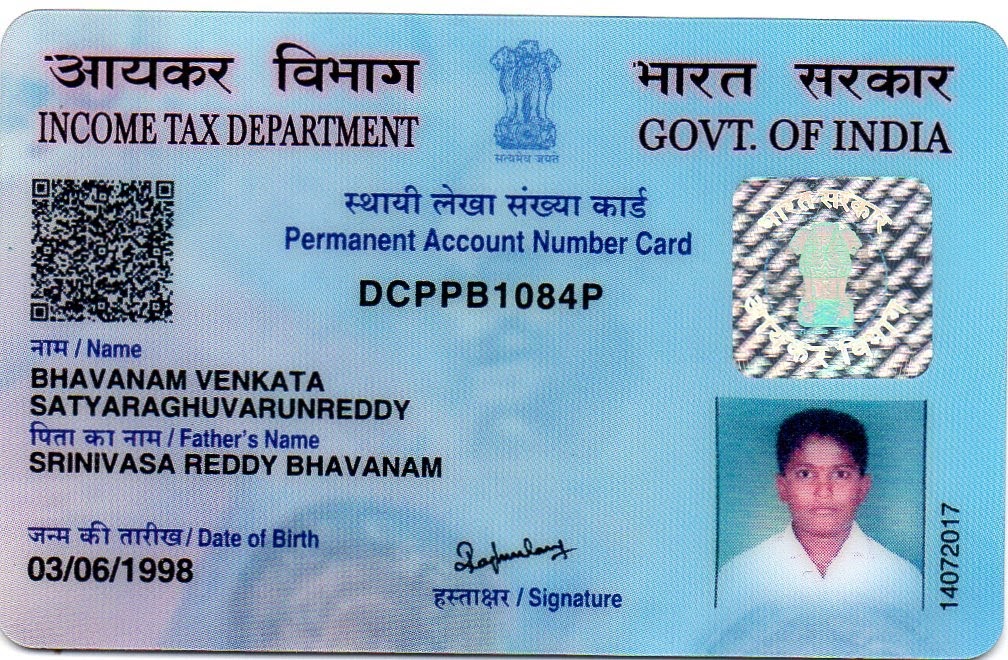 आयकर विभाग
INCOME TAX DEPARTMENT
सत्यमेव जयते
भारत सरकार
GOVT. OF INDIA
स्थायी लेखा संख्या कार्ड
Permanent Account Number Card
DCPPB1084P
भारत सरकार
आयकर विभाग
नाम / Name
BHAVANAM VENKATA
SATYARAGHUVARUNREDDY
पिता का नाम / Father's Name
SRINIVASA REDDY BHAVANAM
जन्म की तारीख / Date of Birth
03/06/1998
हस्ताक्षर / Signature
14072017